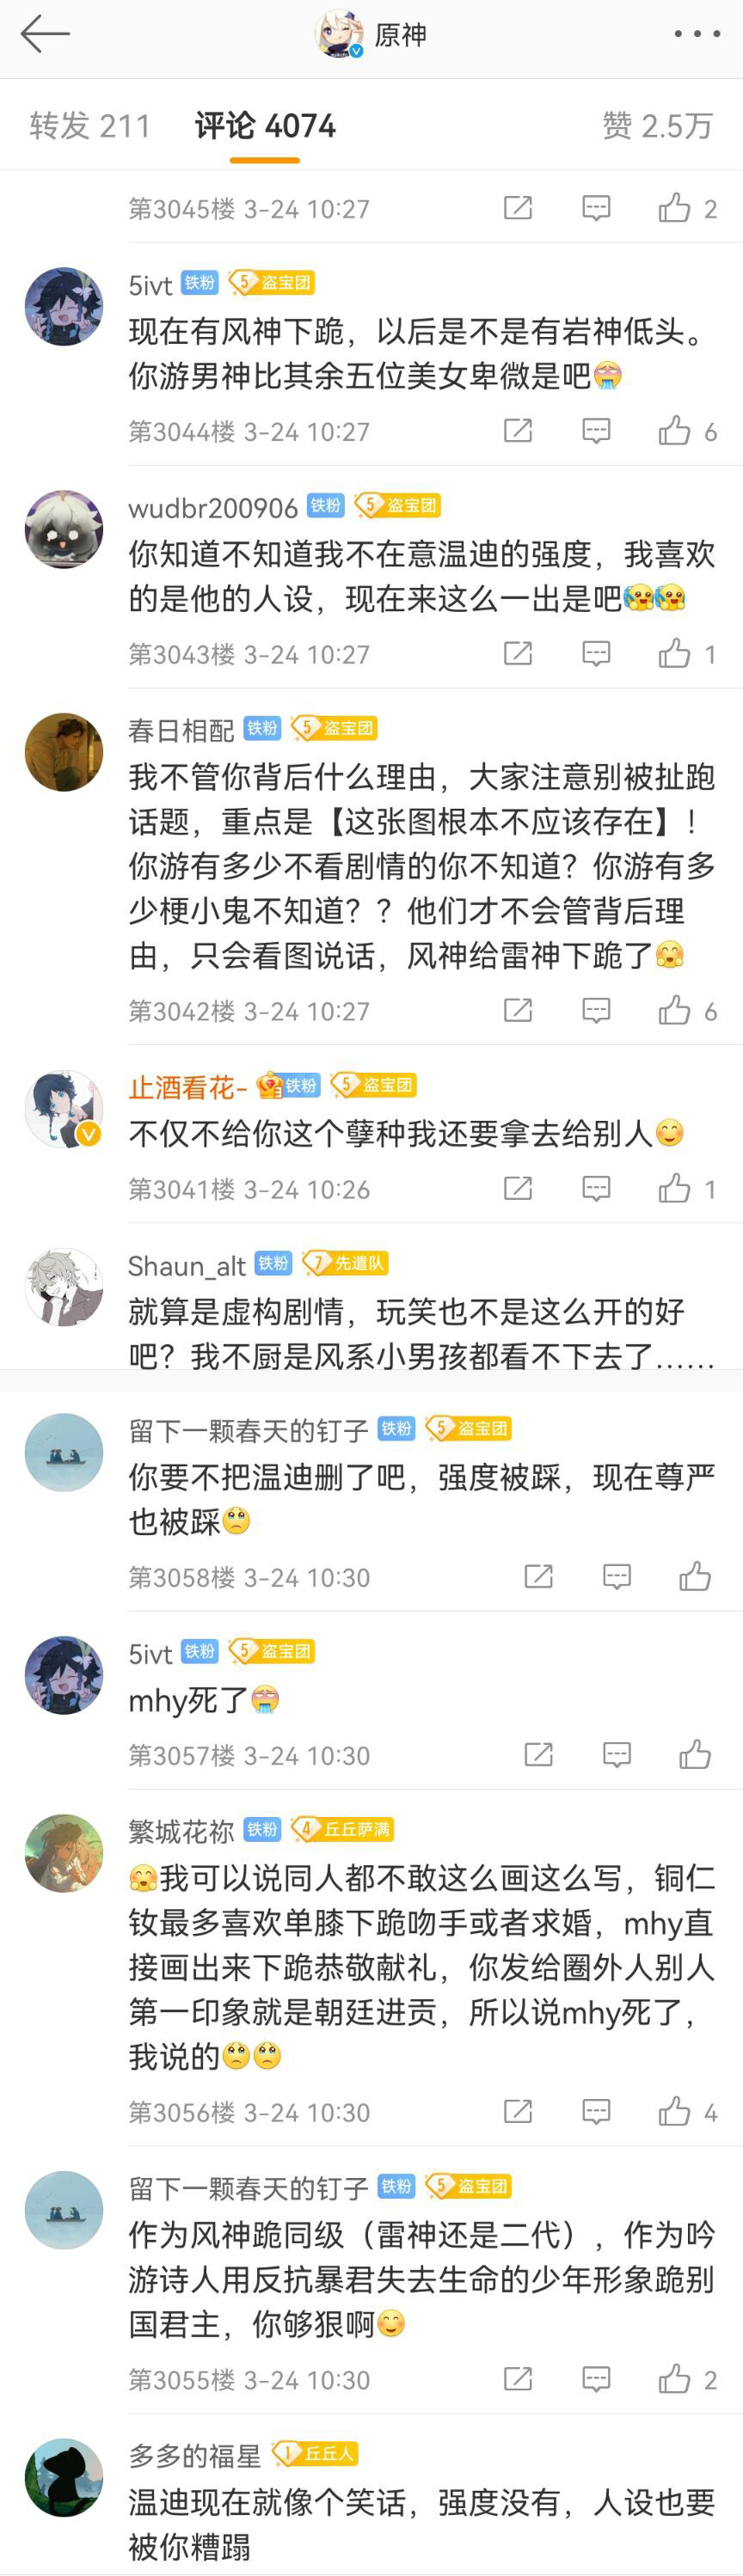 原神
转发 211 评论 4074 赞 2.5万
第3045楼 3-24 10:27 2
5ivt 铁粉 5 盗宝团
现在有风神下跪，以后是不是有岩神低头。
你游男神比其余五位美女卑微是吧
第3044楼 3-24 10:27 6
wudbr200906 铁粉 5 盗宝团
你知道不知道我不在意温迪的强度，我喜欢
的是他的人设，现在来这么一出是吧
第3043楼 3-24 10:27 1
春日相配 铁粉 5 盗宝团
我不管你背后什么理由，大家注意别被扯跑
话题，重点是【这张图根本不应该存在】！
你游有多少不看剧情的你不知道？你游有多
少梗小鬼不知道？？他们才不会管背后理
由，只会看图说话，风神给雷神下跪了
第3042楼 3-24 10:27 6
止酒看花- 铁粉 5 盗宝团
不仅不给你这个孽种我还要拿去给别人
第3041楼 3-24 10:26 1
Shaun_alt 铁粉 7 先遣队
就算是虚构剧情，玩笑也不是这么开的好
吧？我不厨是风系小男孩都看不下去了……
留下一颗春天的钉子 铁粉 5 盗宝团
你要不把温迪删了吧，强度被踩，现在尊严
也被踩
第3058楼 3-24 10:30
5ivt 铁粉 5 盗宝团
mhy死了
第3057楼 3-24 10:30
繁城花祢 铁粉 4 丘丘萨满
我可以说同人都不敢这么画这么写，铜仁
钕最多喜欢单膝下跪吻手或者求婚，mhy直
接画出来下跪恭敬献礼，你发给圈外人别人
第一印象就是朝廷进贡，所以说mhy死了，
我说的
第3056楼 3-24 10:30 4
留下一颗春天的钉子 铁粉 5 盗宝团
作为风神跪同级（雷神还是二代），作为吟
游诗人用反抗暴君失去生命的少年形象跪别
国君主，你够狠啊
第3055楼 3-24 10:30 2
多多的福星 1 丘丘人
温迪现在就像个笑话，强度没有，人设也要
被你糟蹋